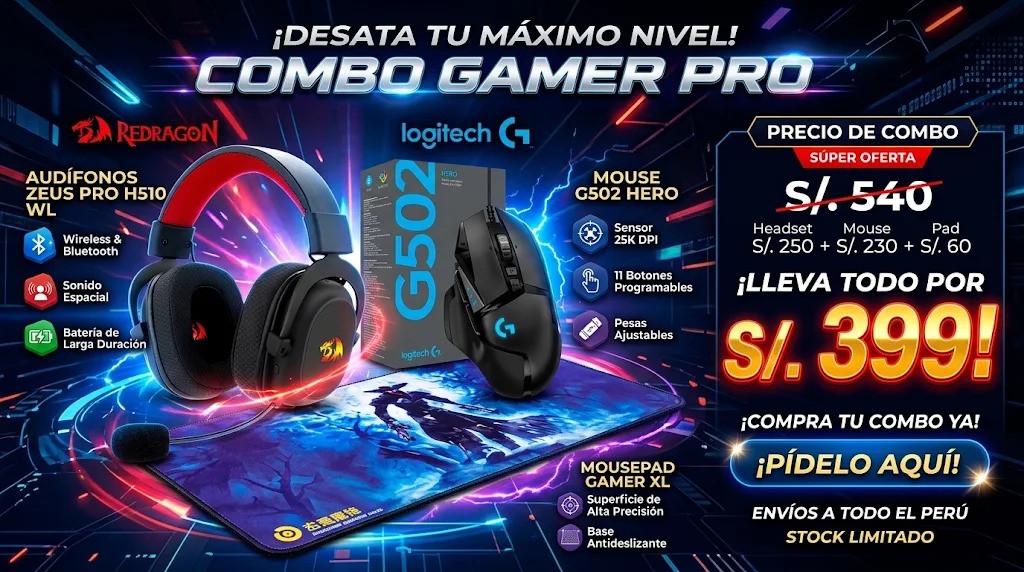 ¡DESATA TU MÁXIMO NIVEL!
COMBO GAMER PRO
REDRAGON
AUDÍFONOS
ZEUS PRO H510
WL
Wireless &
Bluetooth
Sonido
Espacial
Batería de
Larga Duración
logitech G
G502
HERO
logitech G
MOUSE
G502 HERO
Sensor
25K DPI
11 Botones
Programables
Pesas
Ajustables
MOUSEPAD
GAMER XL
Superficie de
Alta Precisión
Base
Antideslizante
PRECIO DE COMBO
SÚPER OFERTA
S/. 540
Headset Mouse Pad
S/. 250 + S/. 230 + S/. 60
¡LLEVA TODO POR
S/. 399!
¡COMPRA TU COMBO YA!
¡PÍDELO AQUÍ!
ENVÍOS A TODO EL PERÚ
STOCK LIMITADO